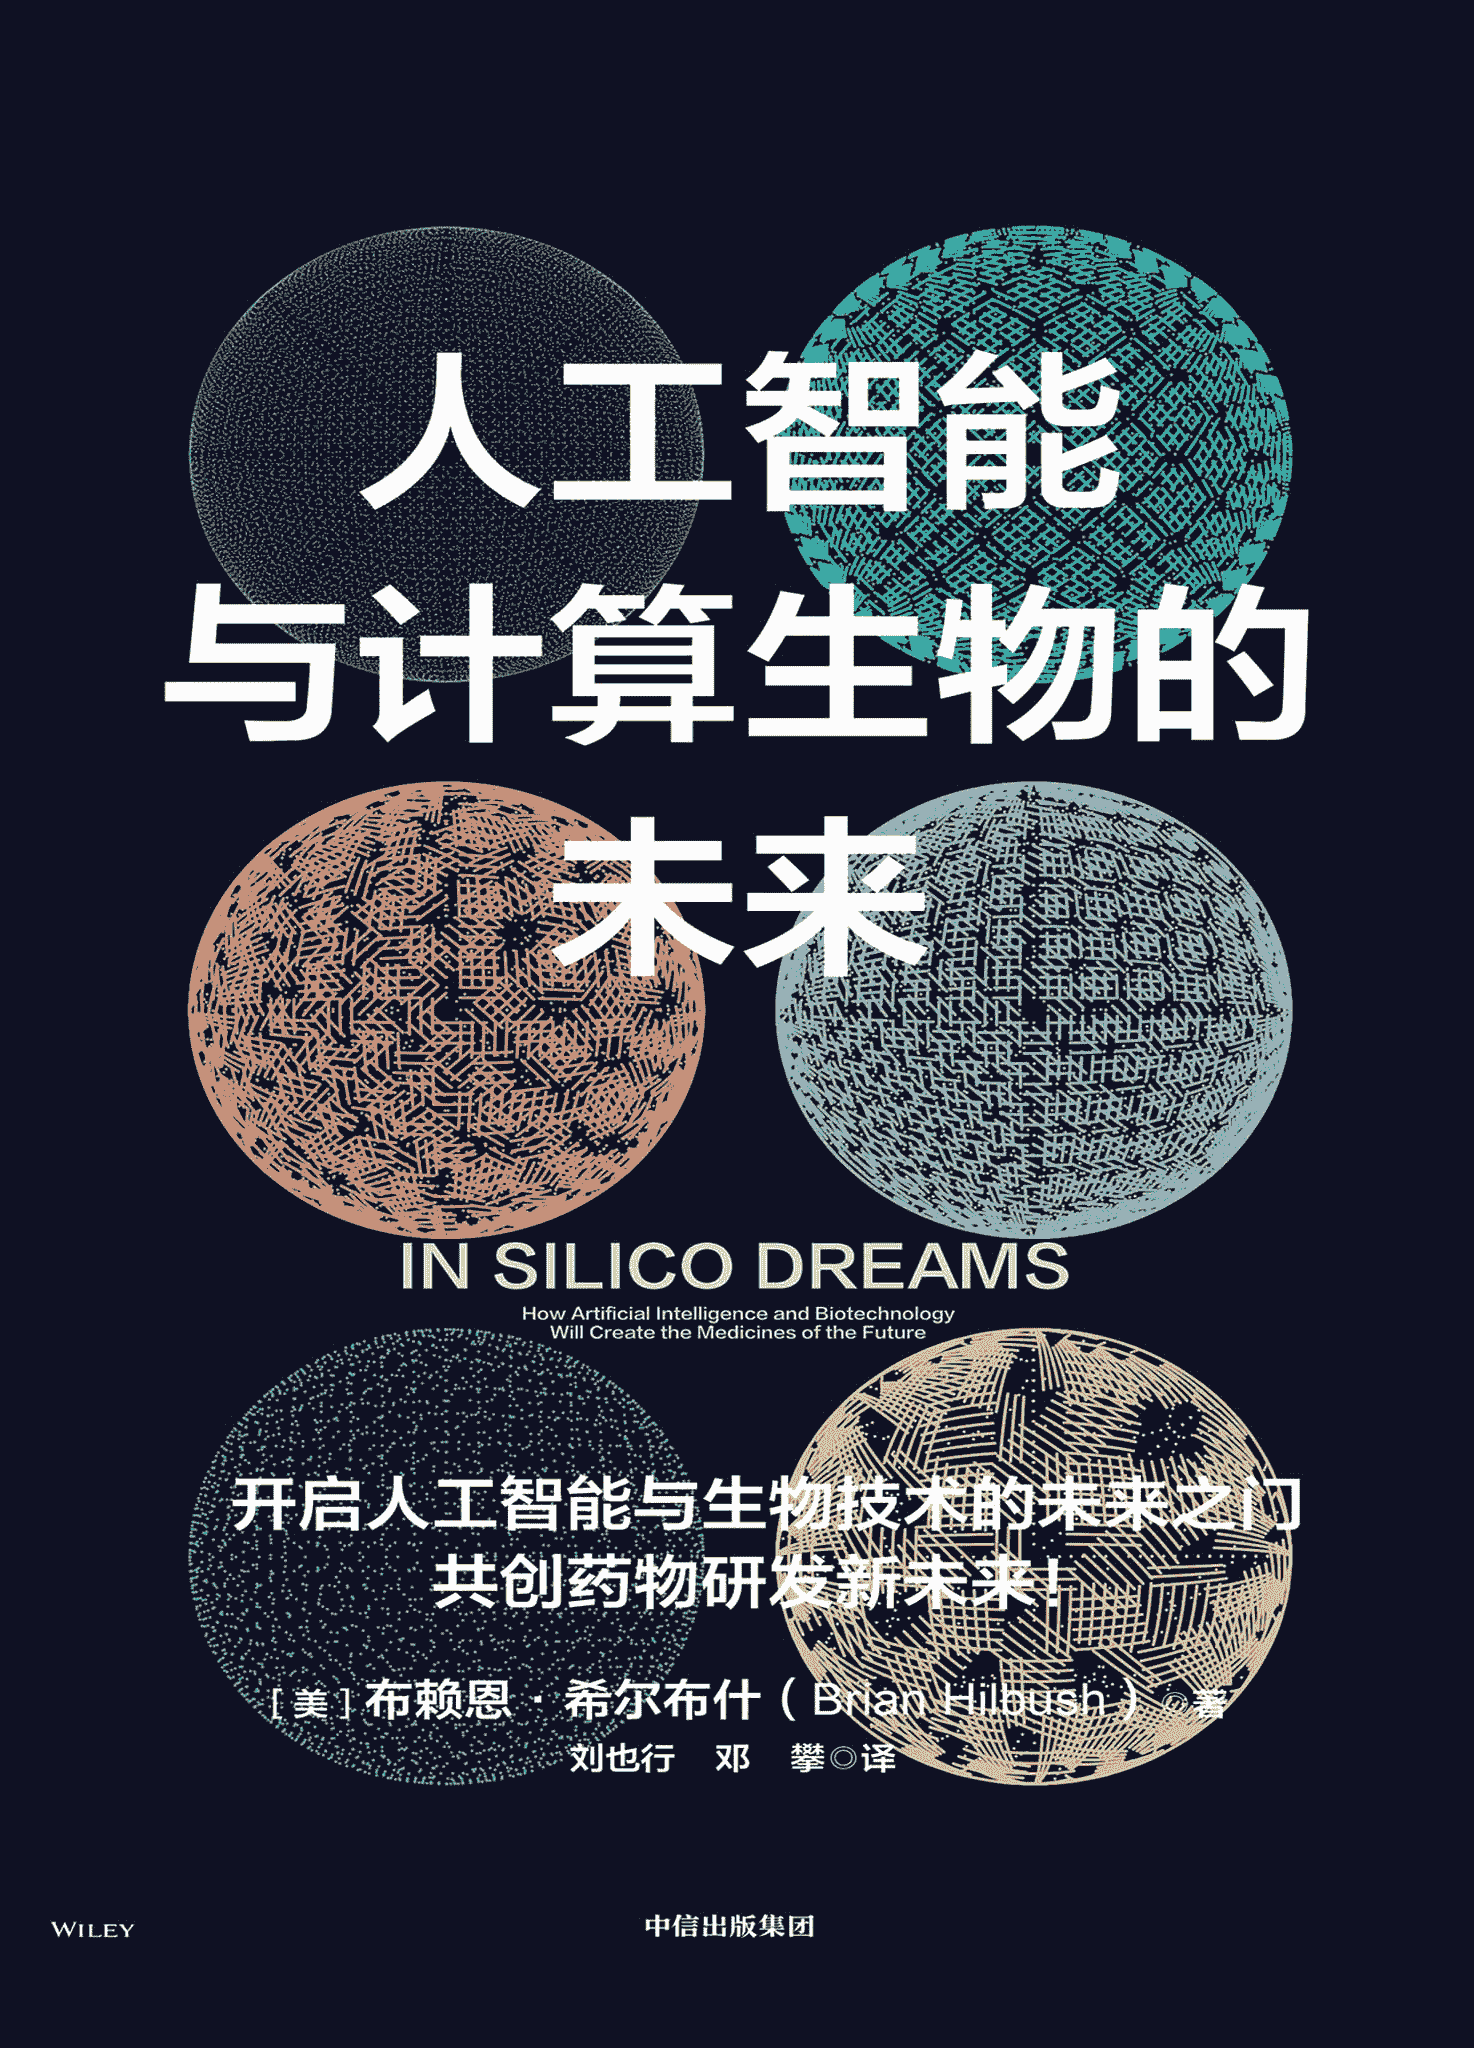 人工智能
与计算生物的
未来
IN SILICO DREAMS
How Artificial Intelligence and Biotechnology
Will Create the Medicines of the Future
开启人工智能与生物技术的未来之门
共创药物研发新未来！
［美］布赖恩·希尔布什（Brian Hilbush）◎著
刘也行　邓　攀◎译
WILEY
中信出版集团